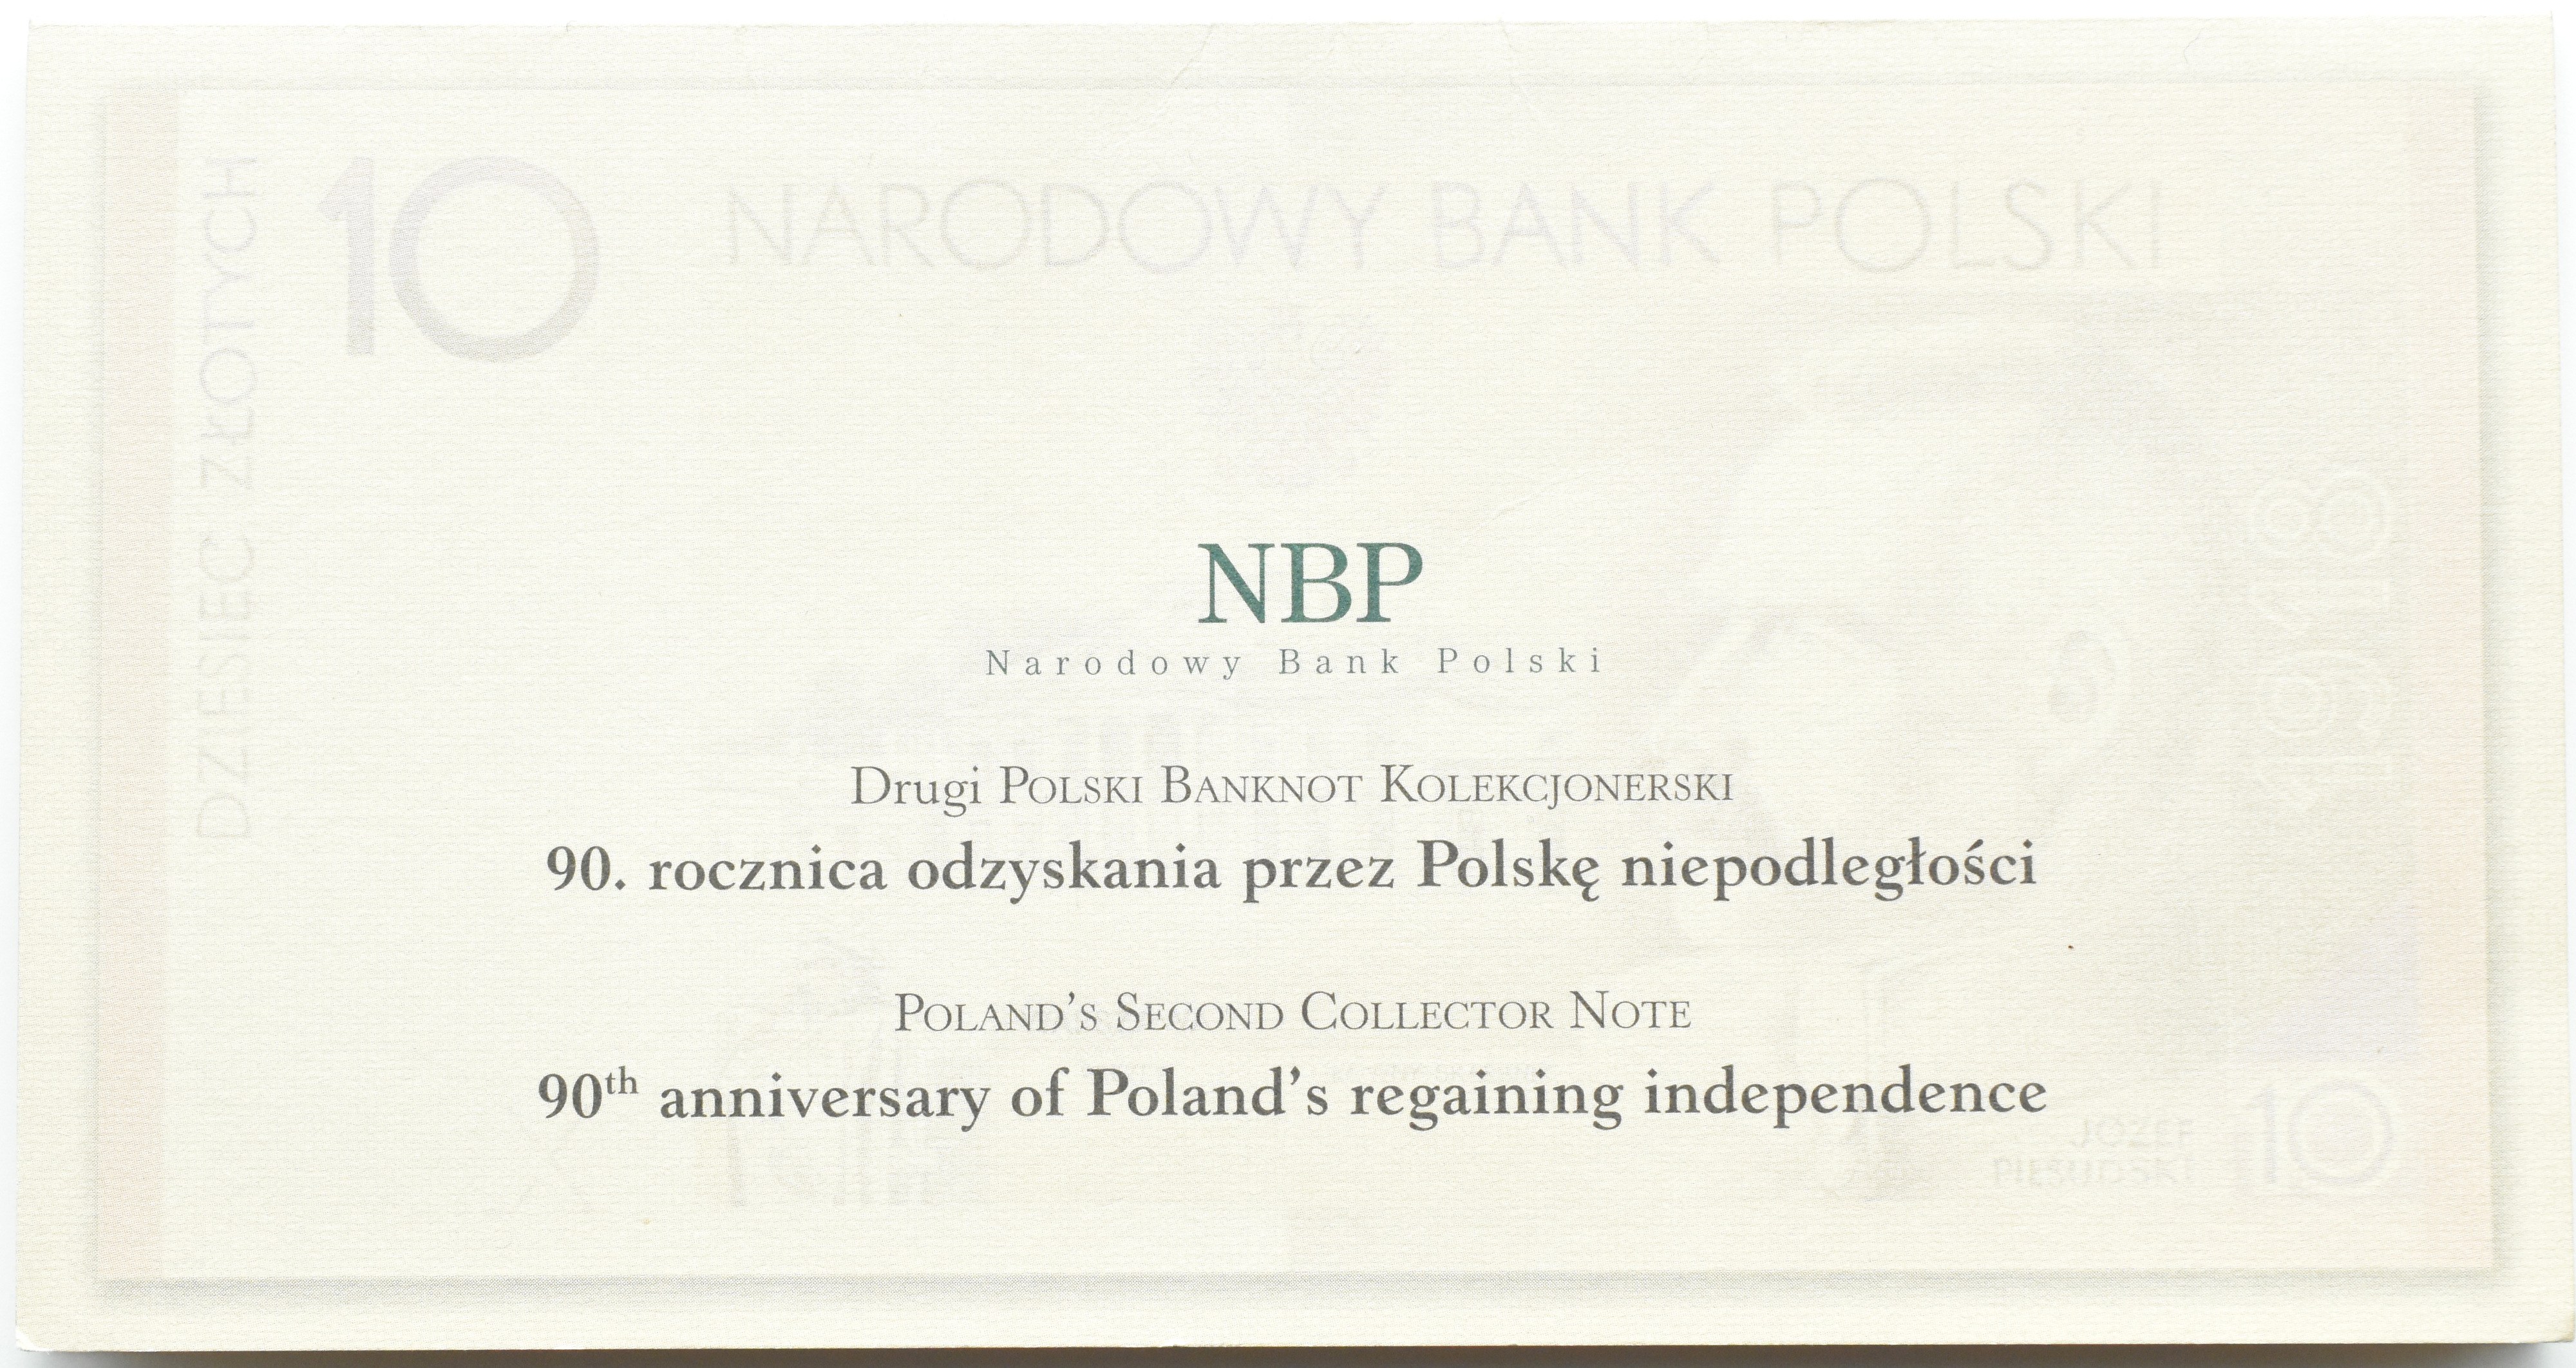 DZIESIĘĆ ZŁOTYCH
10
NARODOWY BANK POLSKI
1918
NBP
Narodowy Bank Polski
Drugi POLSKI BANKNOT KOLEKCJONERSKI
90. rocznica odzyskania przez Polskę niepodległości
POLAND'S SECOND COLLECTOR NOTE
90th anniversary of Poland's regaining independence
JÓZEF
PIŁSUDSKI
10